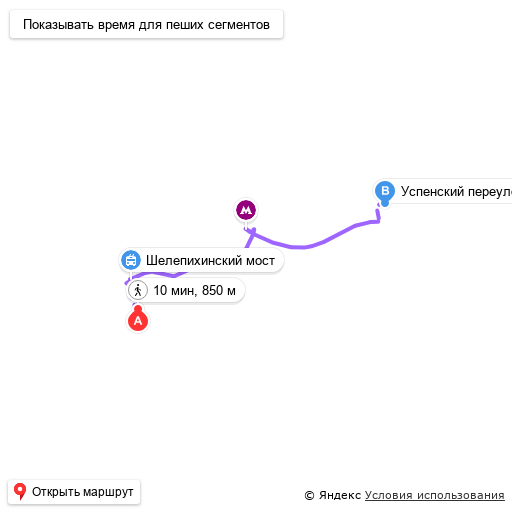 Показывать время для пеших сегментов
В Успенский переул
М
Шелепихинский мост
10 мин, 850 м
А
Открыть маршрут
© Яндекс Условия использования